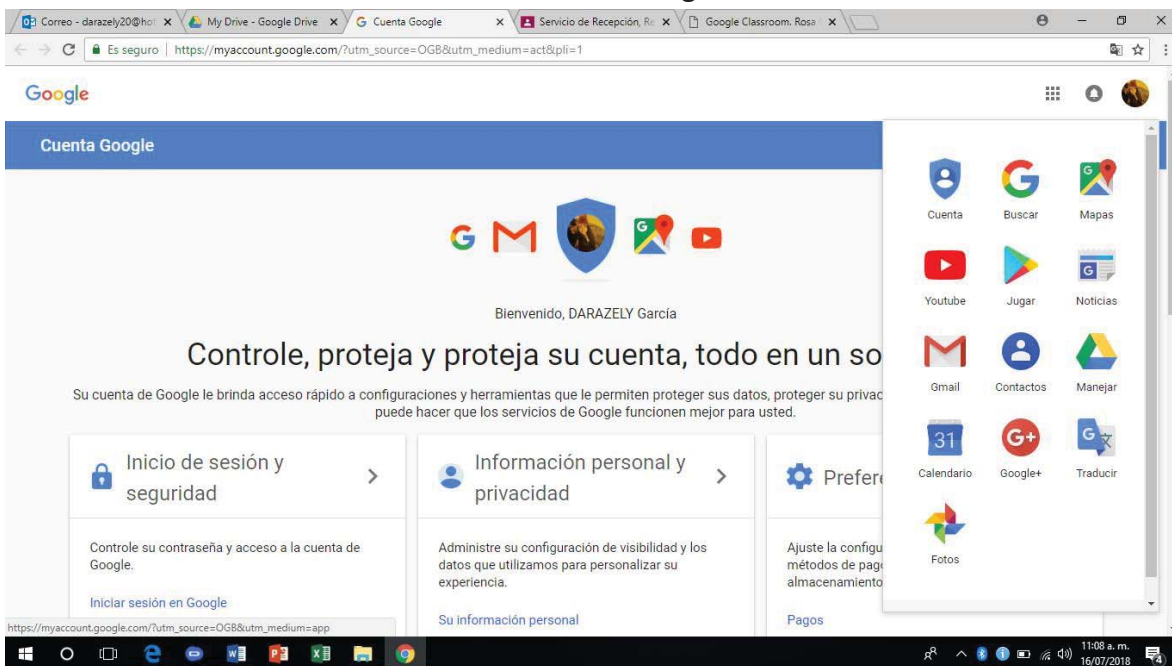 Correo - darazely20@hot
My Drive - Google Drive
Cuenta Google
Servicio de Recepción, Re
Google Classroom. Rosa
Es seguro | https://myaccount.google.com/?utm_source=OGB&utm_medium=act&pli=1
Google
Cuenta Google
Bienvenido, DARAZELY García
Controle, proteja y proteja su cuenta, todo en un so
Su cuenta de Google le brinda acceso rápido a configuraciones y herramientas que le permiten proteger sus datos, proteger su privac
puede hacer que los servicios de Google funcionen mejor para usted.
Inicio de sesión y
seguridad
Controle su contraseña y acceso a la cuenta de
Google.
Iniciar sesión en Google
Información personal y
privacidad
Administre su configuración de visibilidad y los
datos que utilizamos para personalizar su
experiencia.
Su información personal
Prefere
Ajuste la configu
métodos de pago
almacenamiento
Pagos
Cuenta
Buscar
Mapas
Youtube
Jugar
Noticias
Gmail
Contactos
Manejar
31
Calendario
G+
Google+
Traducir
Fotos
https://myaccount.google.com/?utm_source=OGB&utm_medium=app
11:08 a. m.
16/07/2018